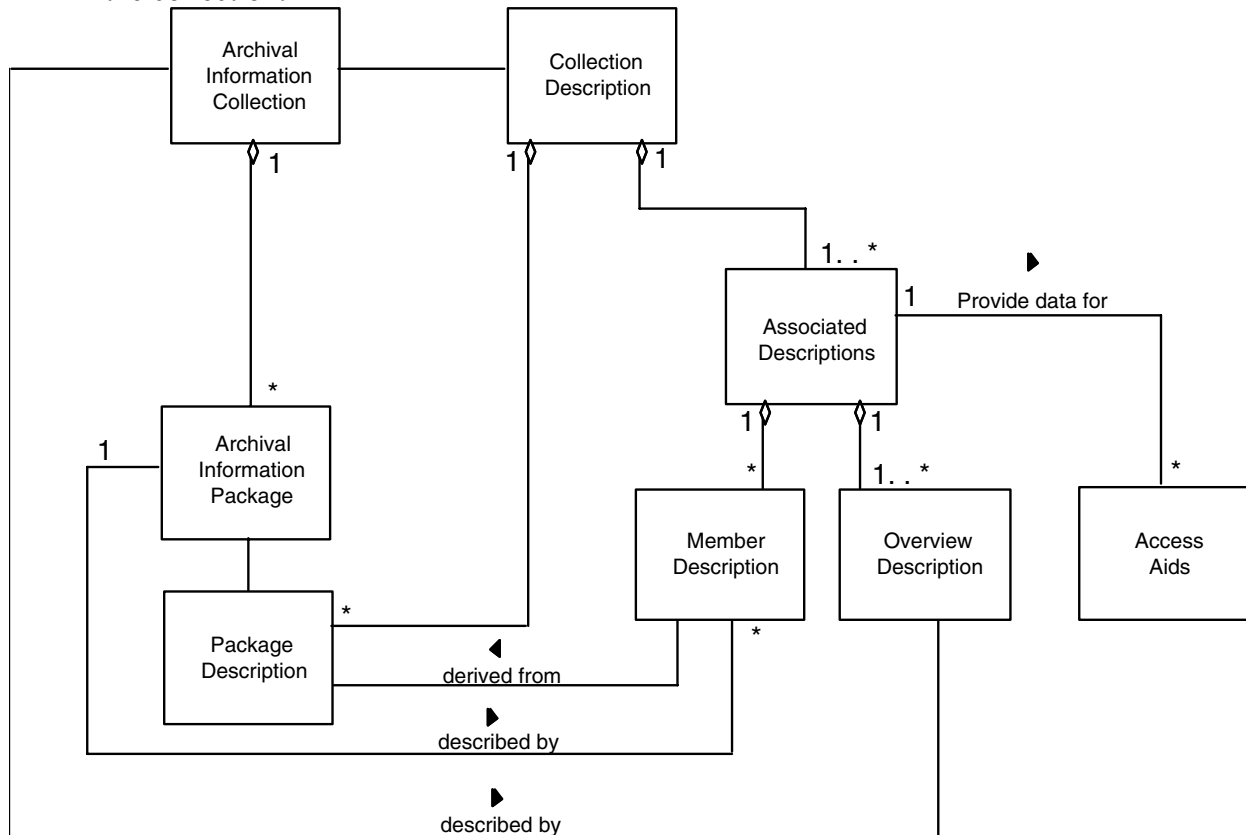 Archival
Information
Collection
Collection
Description
1
1
1
1. . *
1
Provide data for
Associated
Descriptions
*
Archival
Information
Package
1
1
1
*
1. . *
*
Member
Description
Overview
Description
Access
Aids
*
Package
Description
*
derived from
described by
described by